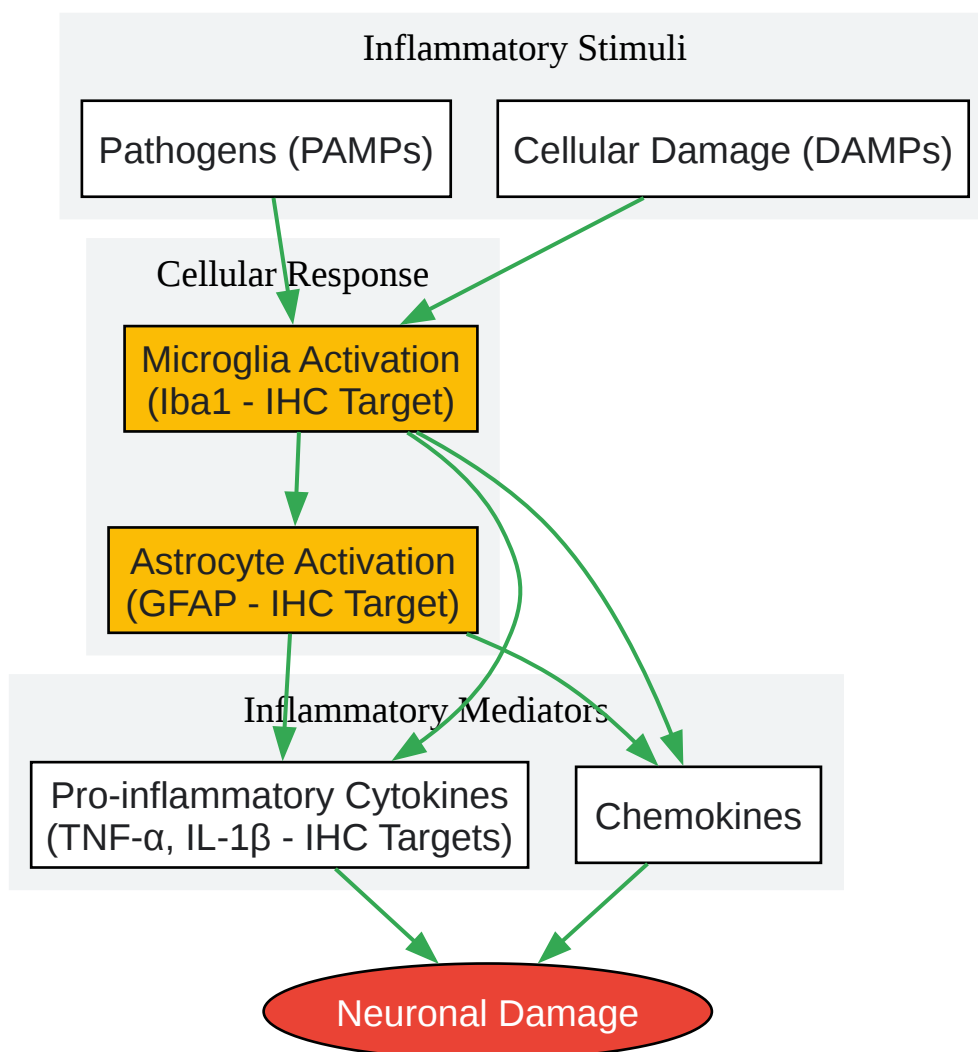 Inflammatory Stimuli
Pathogens (PAMPs)
Cellular Damage (DAMPs)
Cellular Response
Microglia Activation
(Iba1 - IHC Target)
Astrocyte Activation
(GFAP - IHC Target)
Inflammatory Mediators
Pro-inflammatory Cytokines
(TNF-α, IL-1β - IHC Targets)
Chemokines
Neuronal Damage